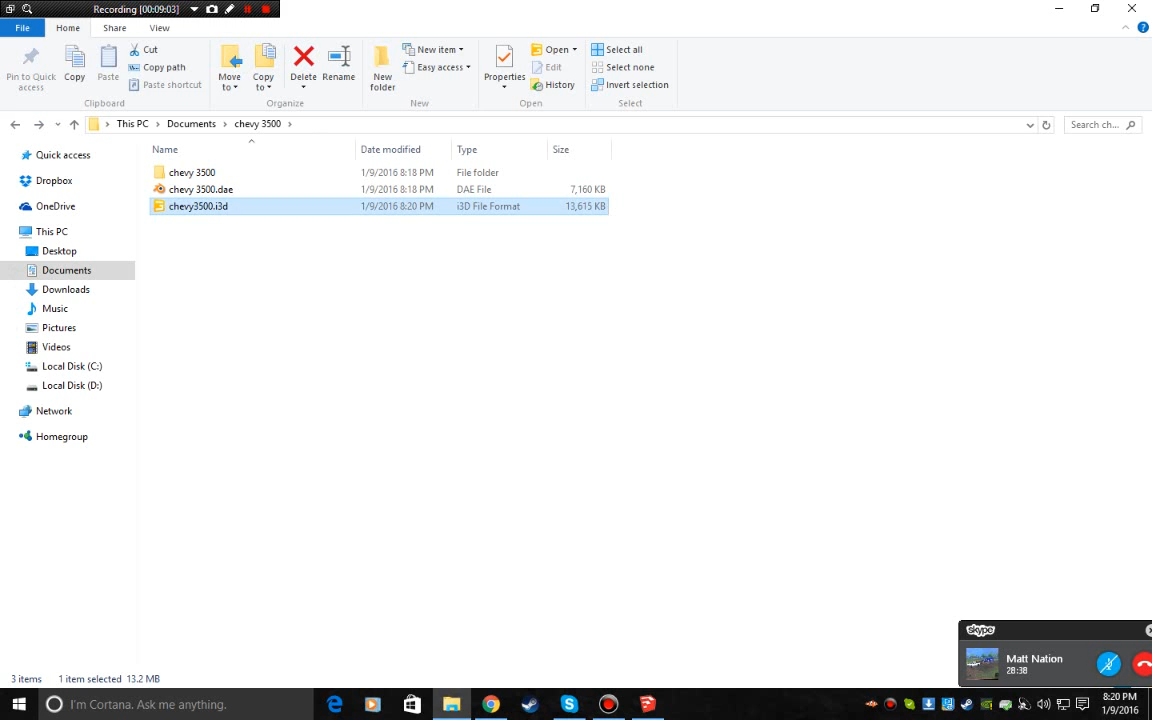 Recording [00:09:03]
File Home Share View
Pin to Quick access
Copy
Paste
Cut
Copy path
Paste shortcut
Clipboard
Move to
Copy to
Delete
Rename
Organize
New folder
New item
Easy access
New
Properties
Open
Edit
History
Open
Select all
Select none
Invert selection
Select
This PC Documents chevy 3500
Search ch...
Name Date modified Type Size
chevy 3500 1/9/2016 8:18 PM File folder
chevy 3500.dae 1/9/2016 8:18 PM DAE File 7,160 KB
chevy3500.i3d 1/9/2016 8:20 PM i3D File Format 13,615 KB
Quick access
Dropbox
OneDrive
This PC
Desktop
Documents
Downloads
Music
Pictures
Videos
Local Disk (C:)
Local Disk (D:)
Network
Homegroup
skype
Matt Nation
28:38
3 items 1 item selected 13.2 MB
I'm Cortana. Ask me anything.
8:20 PM
1/9/2016